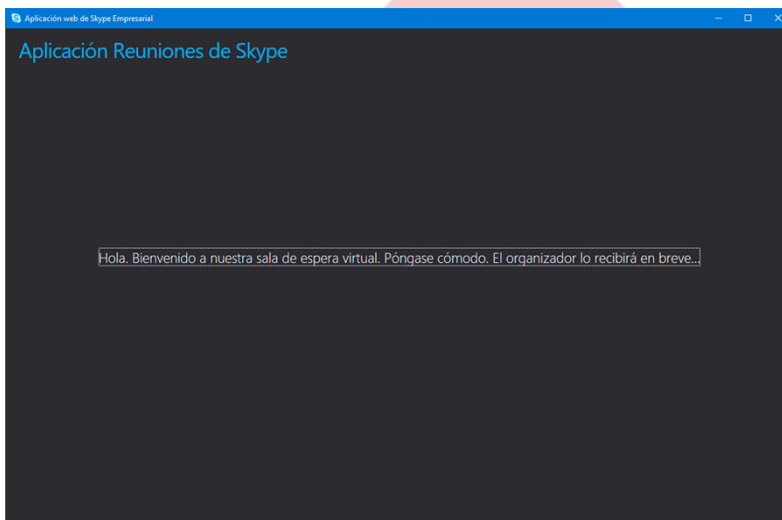 Aplicación web de Skype Empresarial
Aplicación Reuniones de Skype
Hola. Bienvenido a nuestra sala de espera virtual. Póngase cómodo. El organizador lo recibirá en breve...